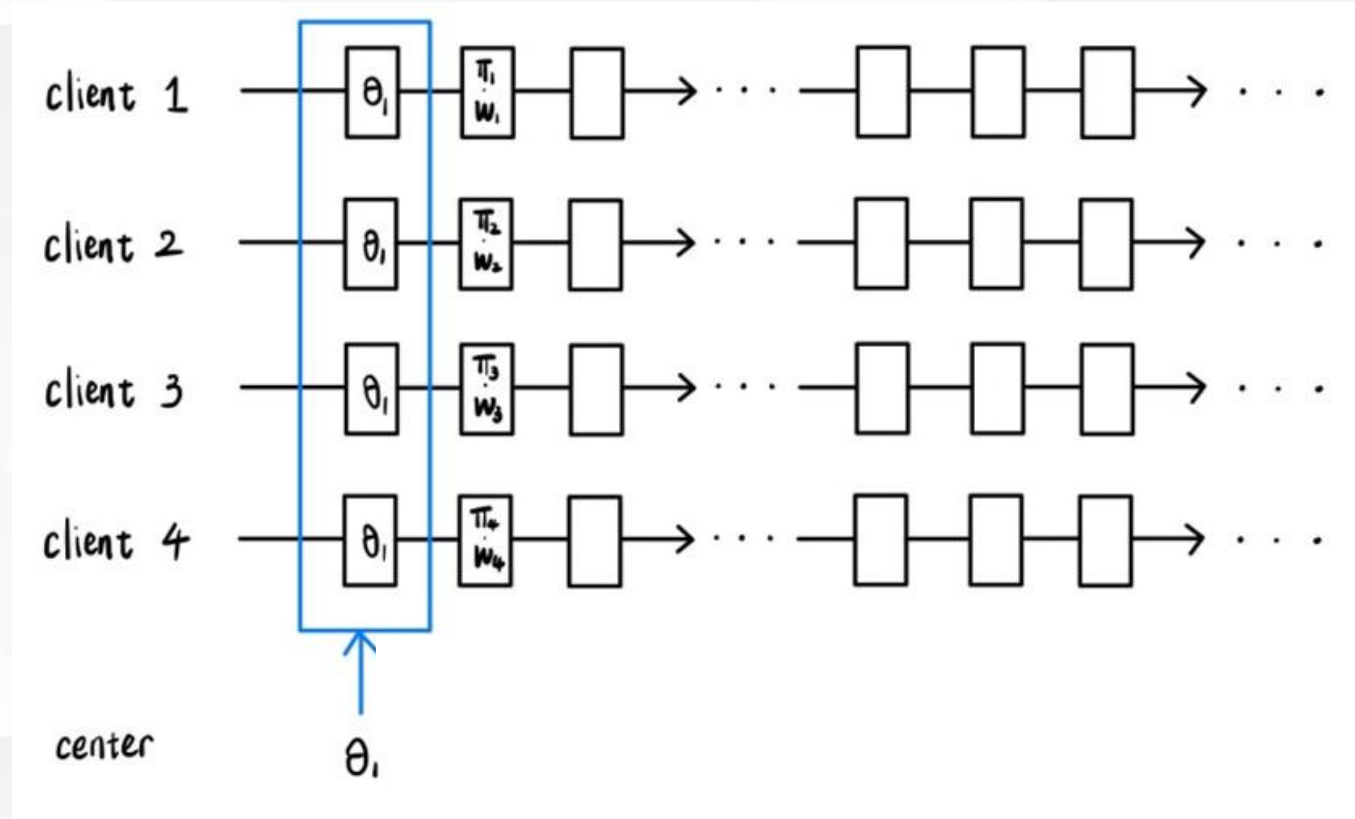 client 1 θ₁ π₁ · w₁ · · · · · ·
client 2 θ₁ π₂ · w₂ · · · · · ·
client 3 θ₁ π₃ · w₃ · · · · · ·
client 4 θ₁ π₄ · w₄ · · · · · ·
center θ₁